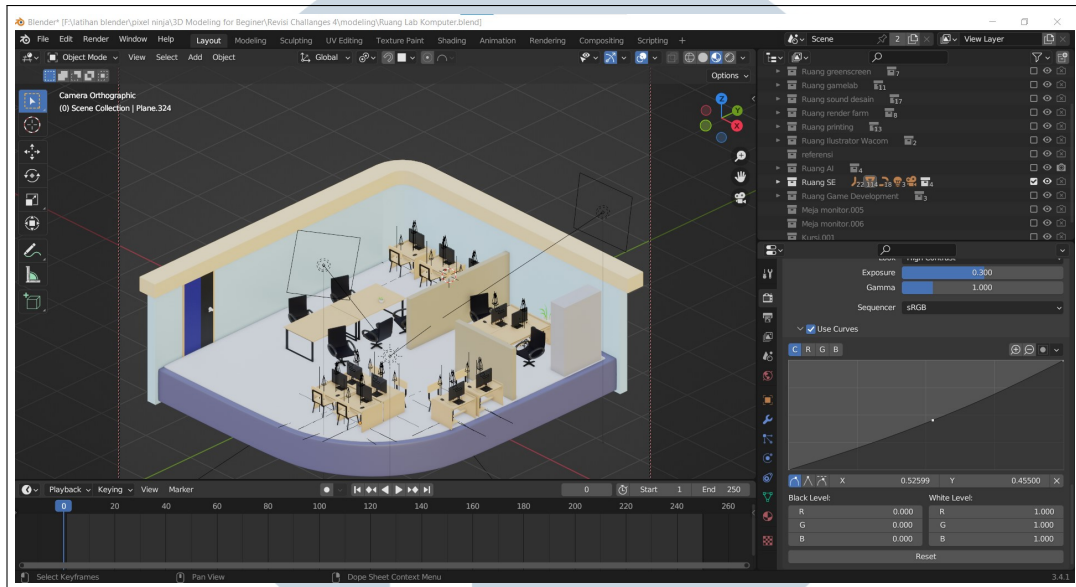 Blender* [F:\latihan blender\pixel ninja\3D Modeling for Beginer\Revisi Challanges 4\modeling\Ruang Lab Komputer.blend]
File Edit Render Window Help Layout Modeling Sculpting UV Editing Texture Paint Shading Animation Rendering Compositing Scripting + Scene 2 View Layer
Object Mode View Select Add Object Global
Options
Camera Orthographic
(0) Scene Collection | Plane.324
Z
Y
X
Ruang greenscreen 7
Ruang gamelab 11
Ruang sound desain 17
Ruang render farm 8
Ruang printing 13
Ruang Ilustrator Wacom 2
referensi
Ruang AI 4
Ruang SE 22 114 18 3 4
Ruang Game Development 3
Meja monitor.005
Meja monitor.006
Kursi.001
Look High Contrast
Exposure 0.300
Gamma 1.000
Sequencer sRGB
Use Curves
C R G B
X 0.52599 Y 0.45500
Black Level: White Level:
R 0.000 R 1.000
G 0.000 G 1.000
B 0.000 B 1.000
Reset
Playback Keying View Marker 0 Start 1 End 250
0 20 40 60 80 100 120 140 160 180 200 220 240 260
Select Keyframes Pan View Dope Sheet Context Menu 3.4.1